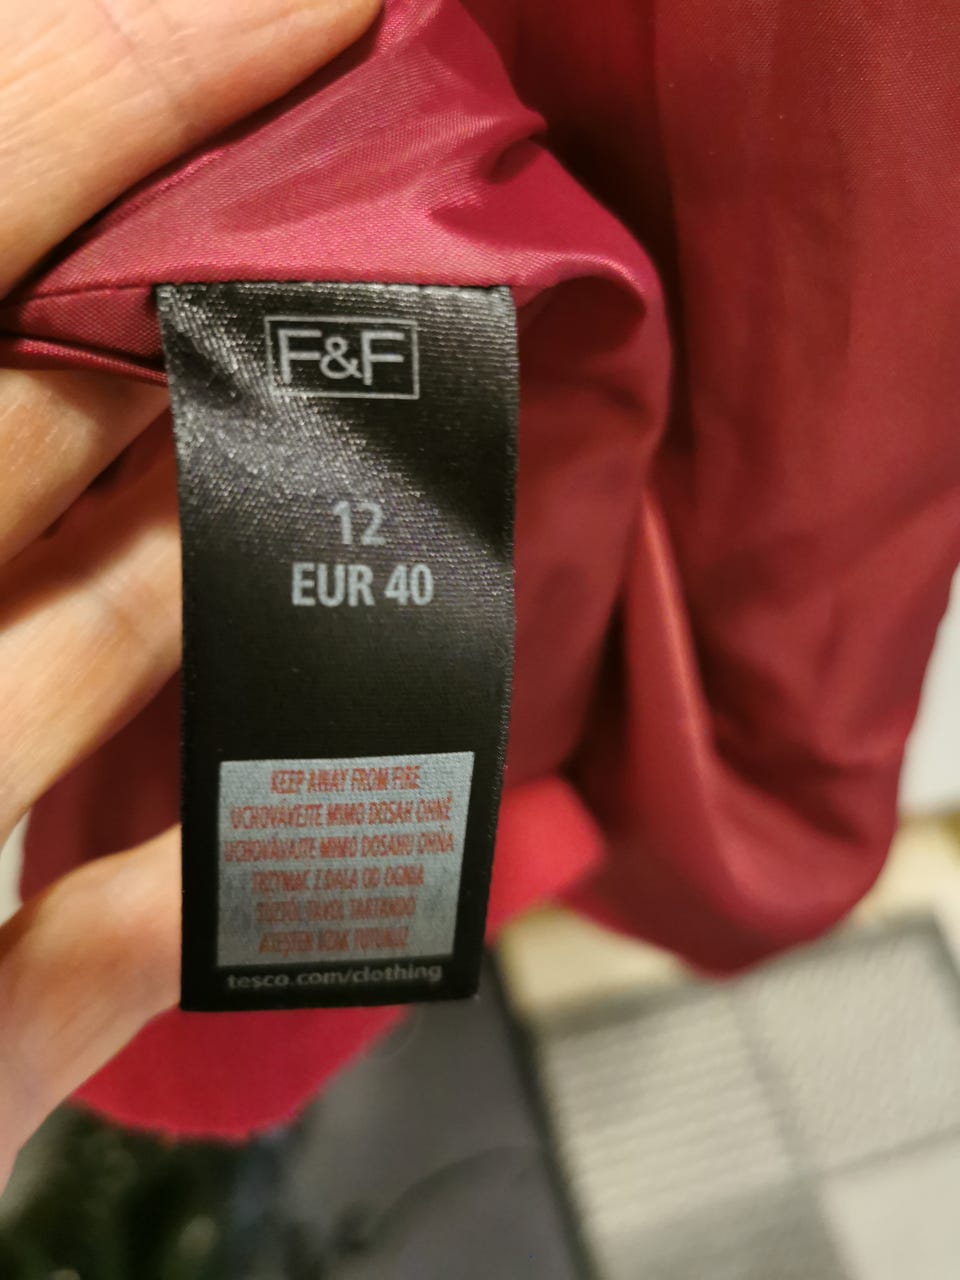 F&F
12
EUR 40
KEEP AWAY FROM FIRE
UCHOVÁVEJTE MIMO DOSAH OHNĚ
UCHOVÁVAJTE MIMO DOSAHU OHŇA
TRZYMAĆ Z DALA OD OGNIA
TŰZTŐL TÁVOL TARTANDÓ
ATEŞTEN UZAK TUTUNUZ
tesco.com/clothing